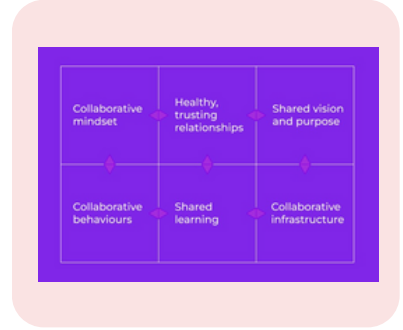 Collaborative
mindset
Healthy,
trusting
relationships
Shared vision
and purpose
Collaborative
behaviours
Shared
learning
Collaborative
infrastructure